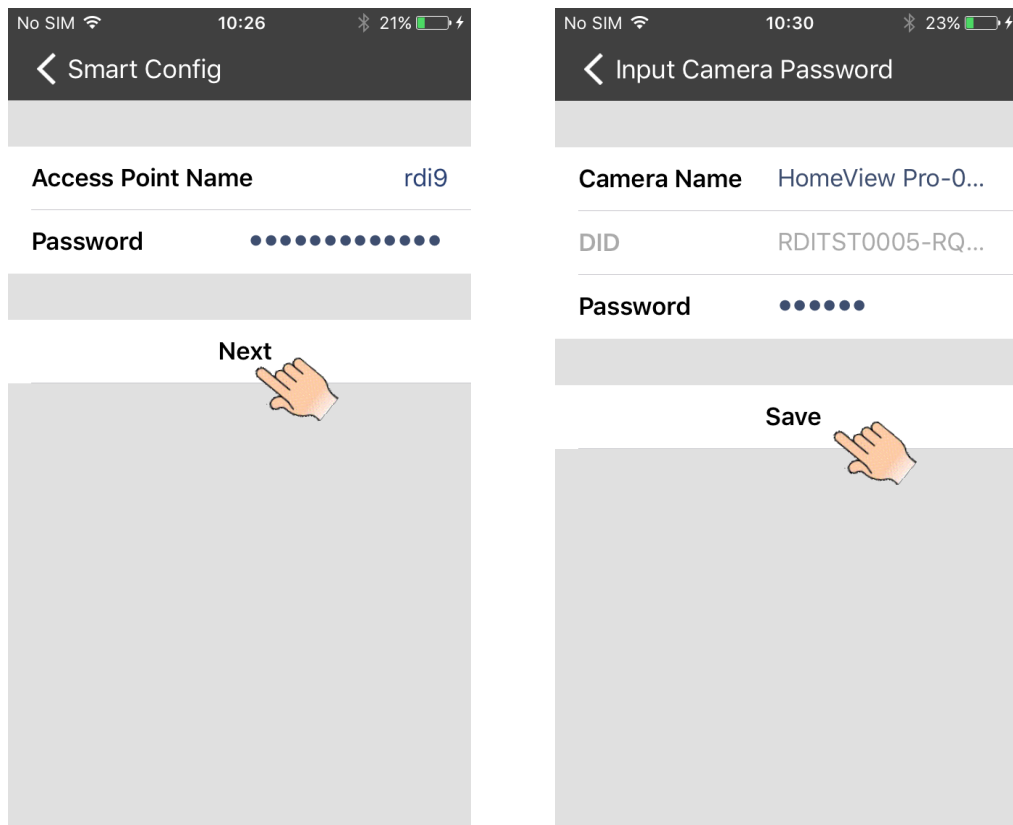 No SIM 10:26 21%
Smart Config
Access Point Name rdi9
Password •••••••••••••
Next
No SIM 10:30 23%
Input Camera Password
Camera Name HomeView Pro-0...
DID RDITST0005-RQ...
Password ••••••
Save